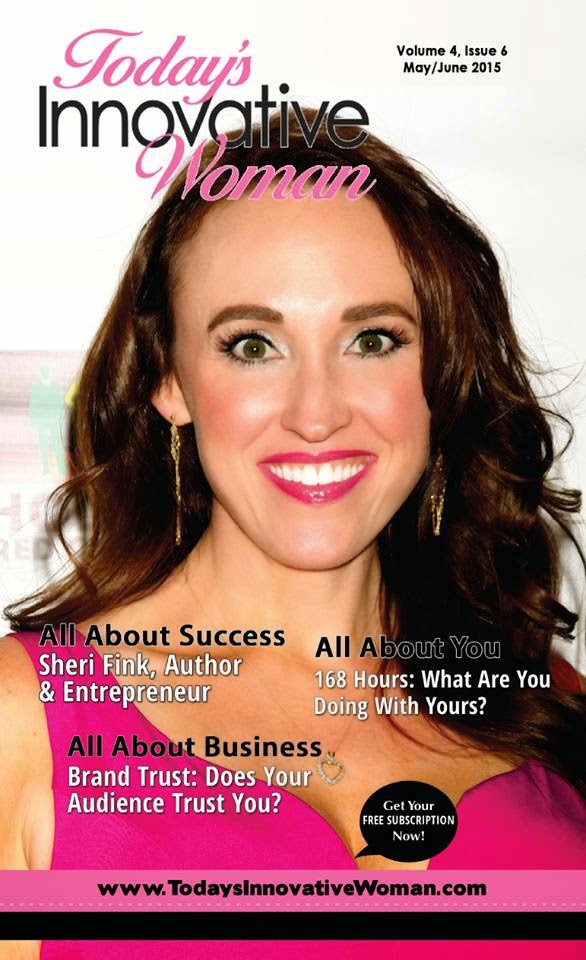 Today's
Innovative
Woman
Volume 4, Issue 6
May/June 2015
All About Success
Sheri Fink, Author
& Entrepreneur
All About You
168 Hours: What Are You
Doing With Yours?
All About Business
Brand Trust: Does Your
Audience Trust You?
Get Your
FREE SUBSCRIPTION
Now!
www.TodaysInnovativeWoman.com